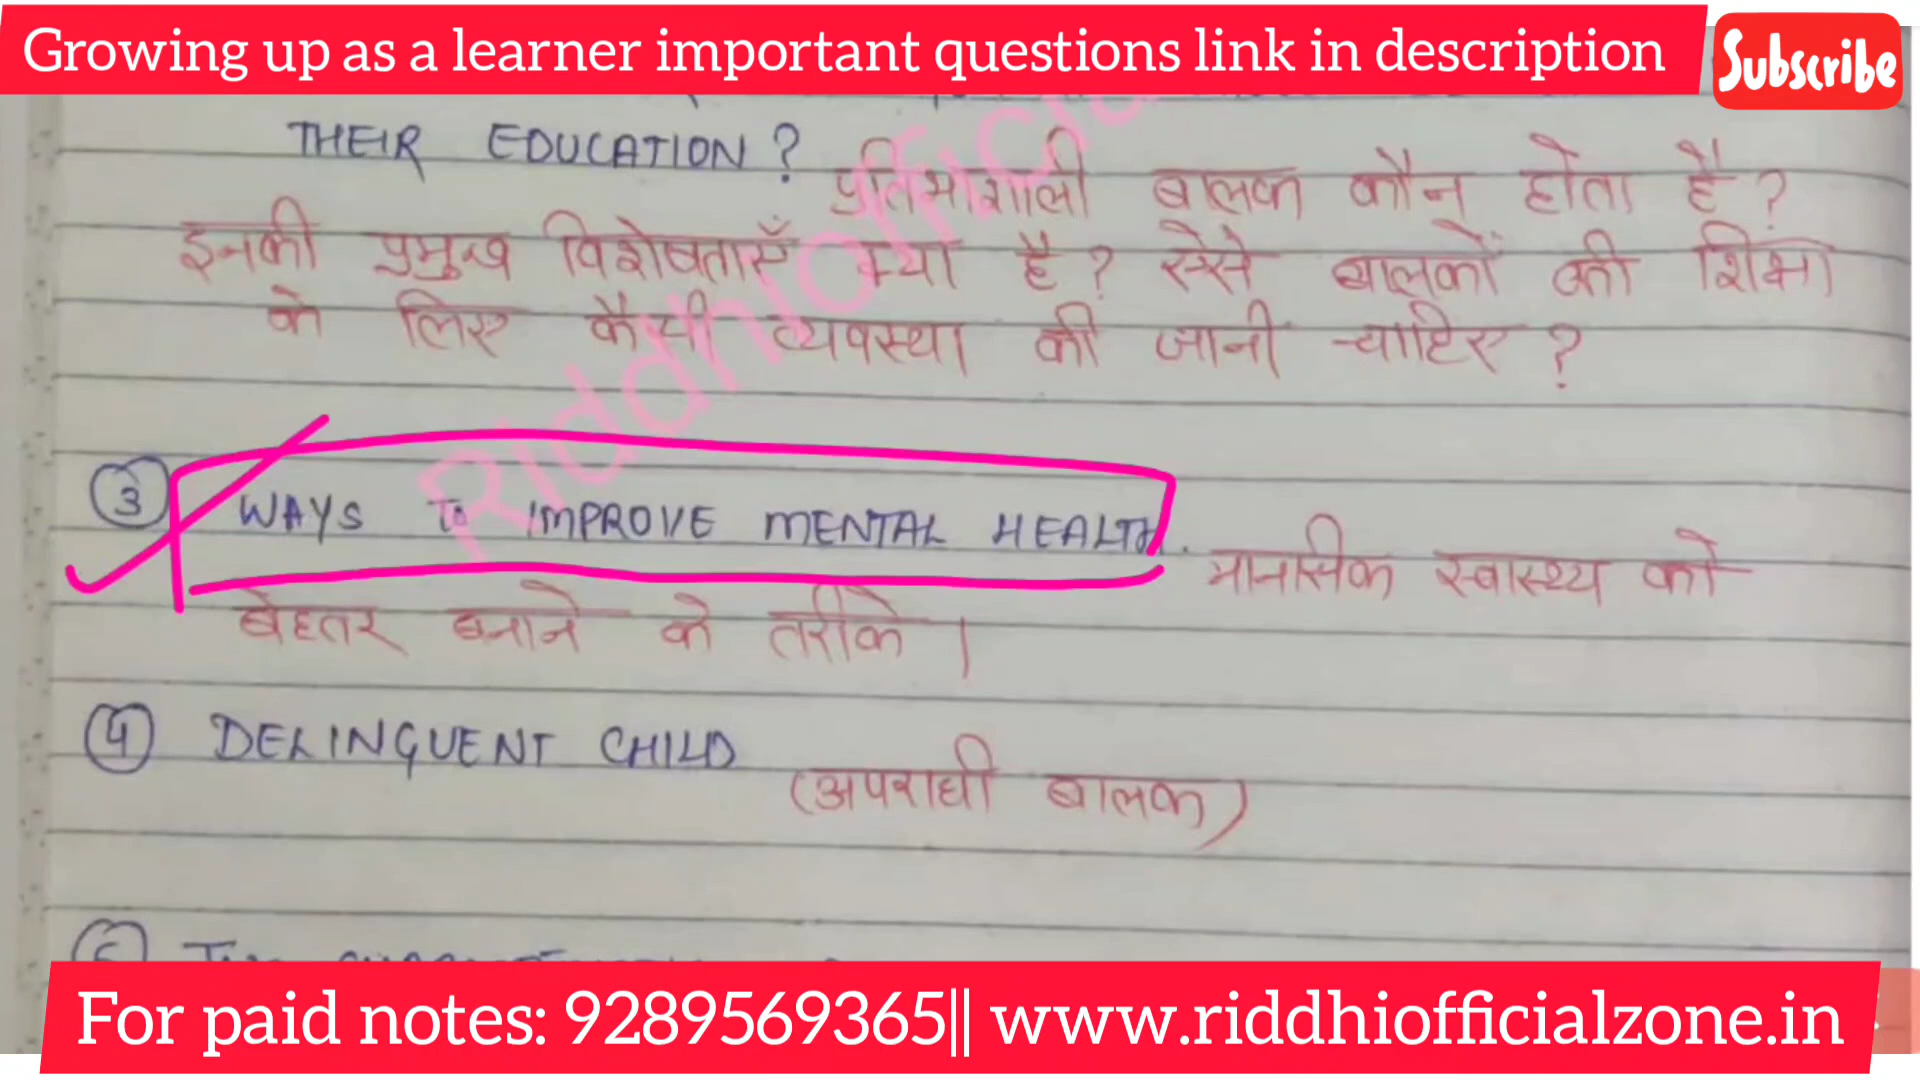 Growing up as a learner important questions link in description
Subscribe
THEIR EDUCATION ?
प्रतिभाशाली बालक कौन होता है ?
इनकी प्रमुख विशेषताएँ क्या है ? ऐसे बालकों की शिक्षा
के लिए कैसी व्यवस्था की जानी चाहिए ?
Riddhiofficial
③ WAYS TO IMPROVE MENTAL HEALTH.
मानसिक स्वास्थ्य को
बेहतर बनाने के तरीके |
④ DELINQUENT CHILD
(अपराधी बालक)
For paid notes: 9289569365|| www.riddhiofficialzone.in